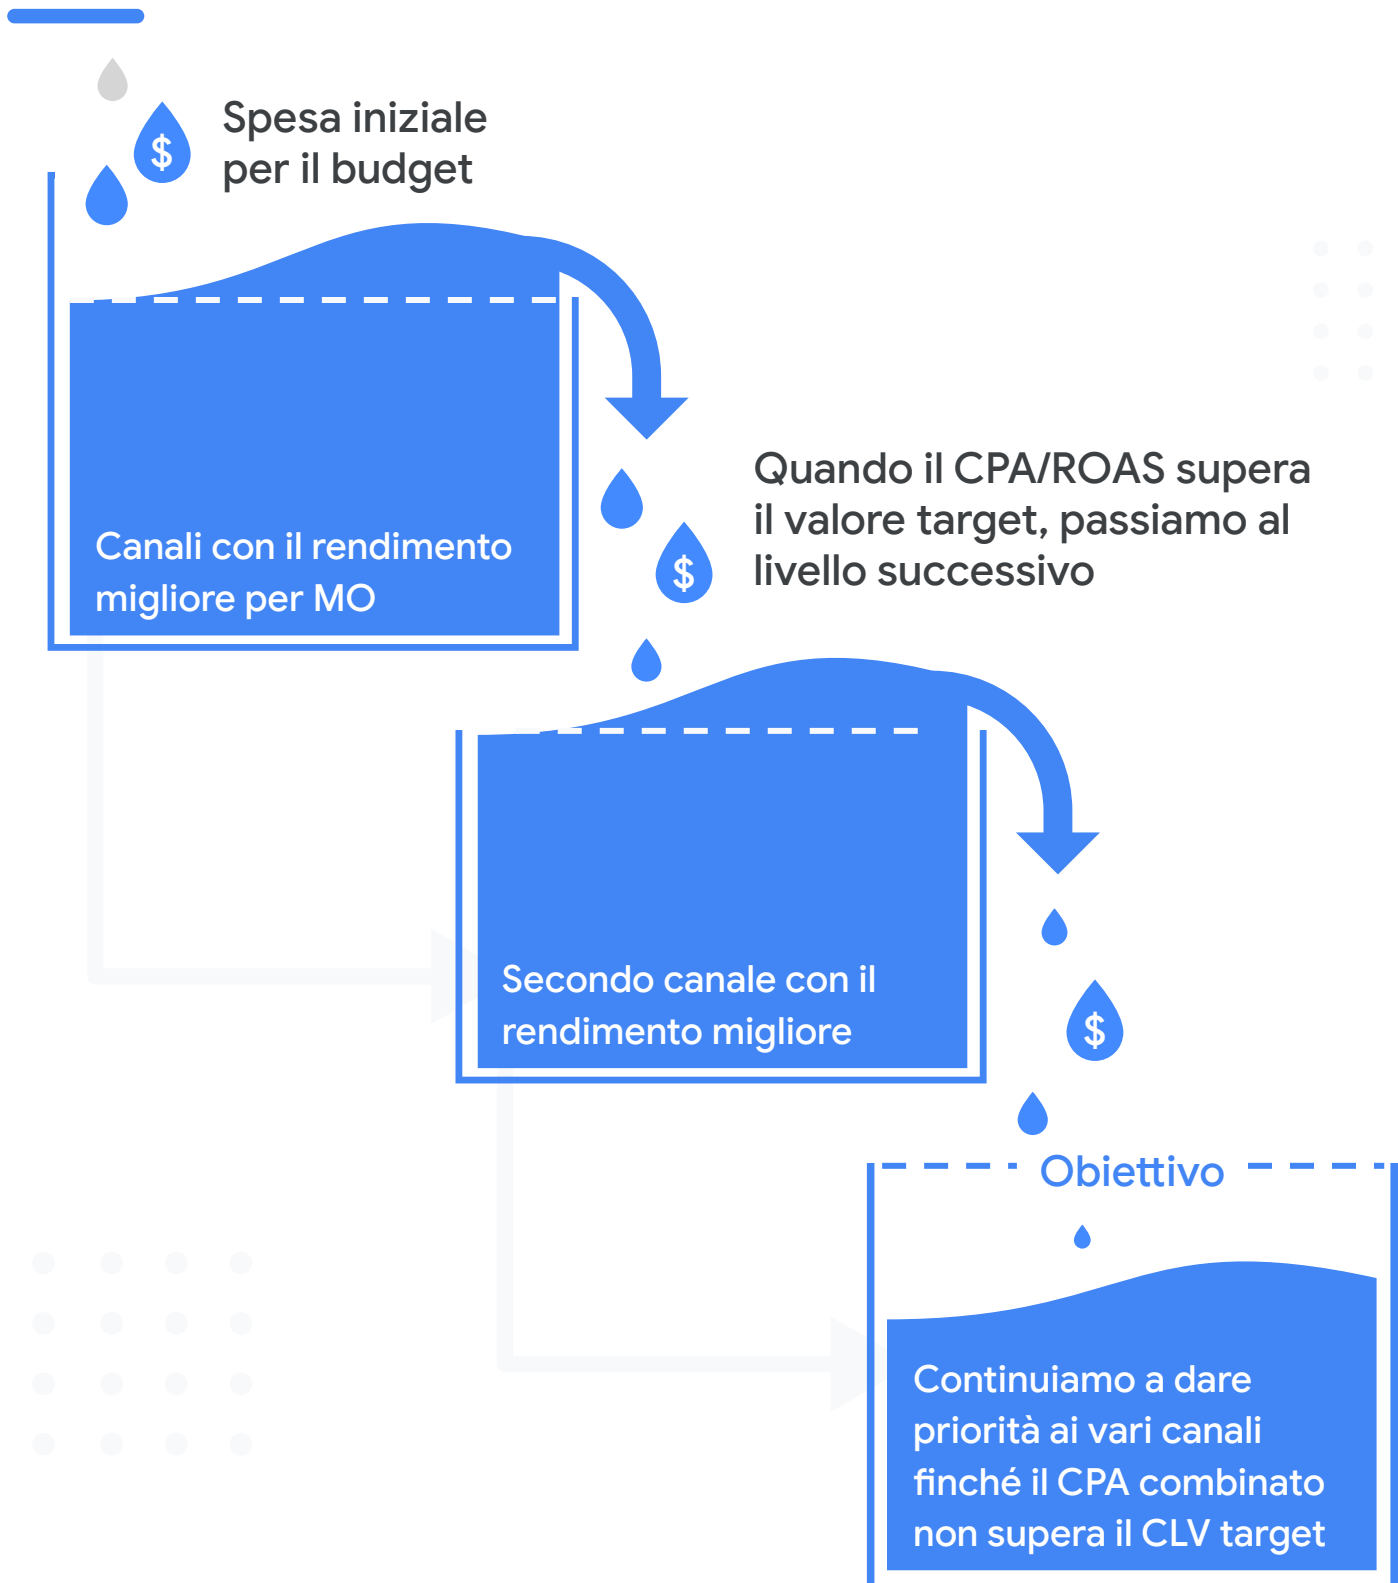 Spesa iniziale
per il budget
$
Quando il CPA/ROAS supera
il valore target, passiamo al
livello successivo
Canali con il rendimento
migliore per MO
$
Secondo canale con il
rendimento migliore
$
Obiettivo
Continuiamo a dare
priorità ai vari canali
finché il CPA combinato
non supera il CLV target